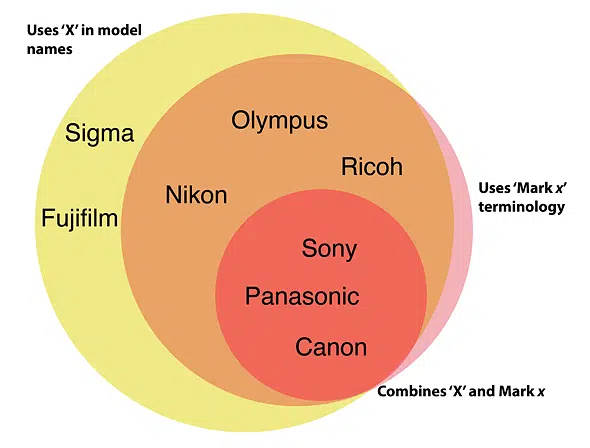 Uses ‘X’ in model
names
Olympus
Sigma
Ricoh
Nikon
Uses ‘Mark x’
terminology
Fujifilm
Sony
Panasonic
Canon
Combines ‘X’ and Mark x